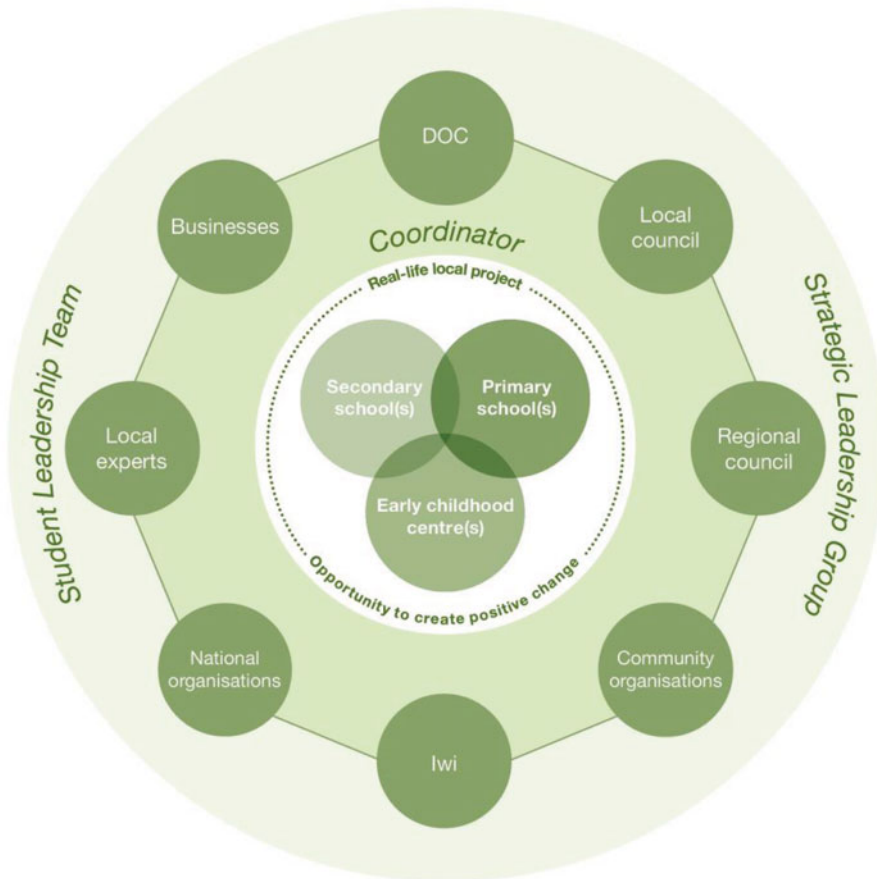 DOC
Businesses
Local
council
Coordinator
Real-life local project
Student Leadership Team
Strategic Leadership Group
Secondary
school(s)
Primary
school(s)
Local
experts
Regional
council
Early childhood
centre(s)
Opportunity to create positive change
National
organisations
Community
organisations
Iwi